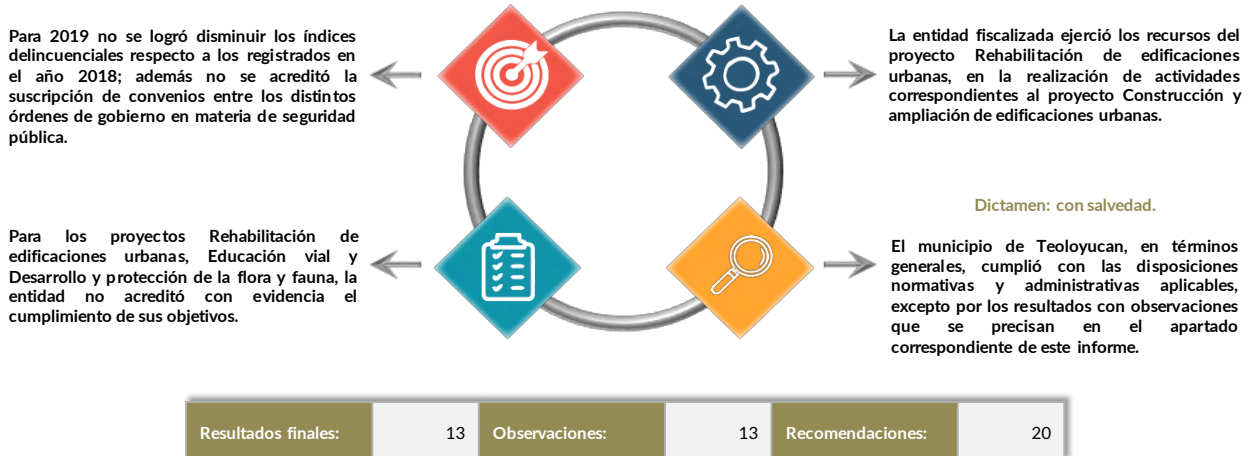 Para 2019 no se logró disminuir los índices
delincuenciales respecto a los registrados en
el año 2018; además no se acreditó la
suscripción de convenios entre los distintos
órdenes de gobierno en materia de seguridad
pública.
La entidad fiscalizada ejerció los recursos del
proyecto Rehabilitación de edificaciones
urbanas, en la realización de actividades
correspondientes al proyecto Construcción y
ampliación de edificaciones urbanas.
Para los proyectos Rehabilitación de
edificaciones urbanas, Educación vial y
Desarrollo y protección de la flora y fauna, la
entidad no acreditó con evidencia el
cumplimiento de sus objetivos.
Dictamen: con salvedad.
El municipio de Teoloyucan, en términos
generales, cumplió con las disposiciones
normativas y administrativas aplicables,
excepto por los resultados con observaciones
que se precisan en el apartado
correspondiente de este informe.
Resultados finales: 13 Observaciones: 13 Recomendaciones: 20